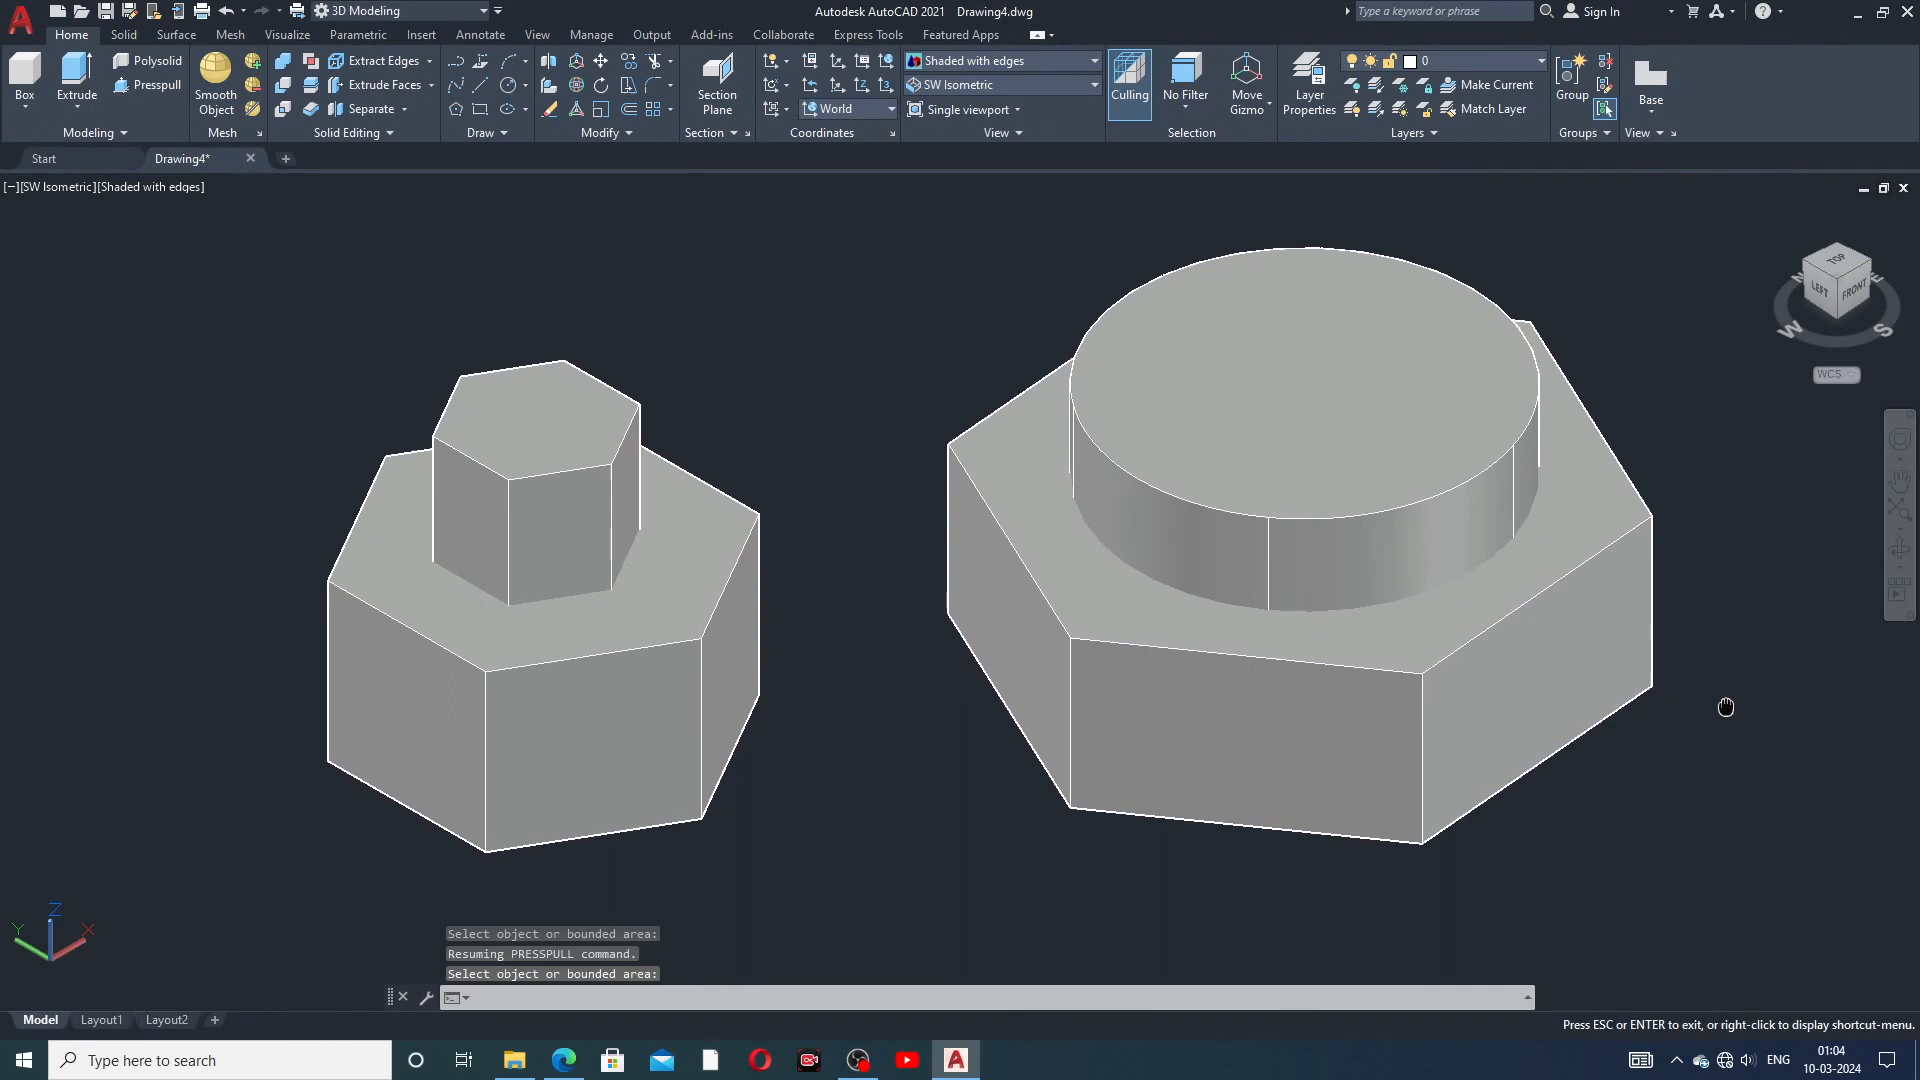 3D Modeling
Autodesk AutoCAD 2021 Drawing4.dwg
Type a keyword or phrase
Sign In
Home Solid Surface Mesh Visualize Parametric Insert Annotate View Manage Output Add-ins Collaborate Express Tools Featured Apps
Box
Extrude
Polysolid
Presspull
Smooth Object
Extract Edges
Extrude Faces
Separate
Section Plane
World
Shaded with edges
SW Isometric
Single viewport
Culling
No Filter
Move Gizmo
Layer Properties
0
Make Current
Match Layer
Group
Base
Modeling Mesh Solid Editing Draw Modify Section Coordinates View Selection Layers Groups View
Start Drawing4*
[−][SW Isometric][Shaded with edges]
TOP
LEFT
FRONT
N
E
W
S
WCS
Z
Y
X
Select object or bounded area:
Resuming PRESSPULL command.
Select object or bounded area:
Model Layout1 Layout2
Press ESC or ENTER to exit, or right-click to display shortcut-menu.
Type here to search
ENG
01:04
10-03-2024